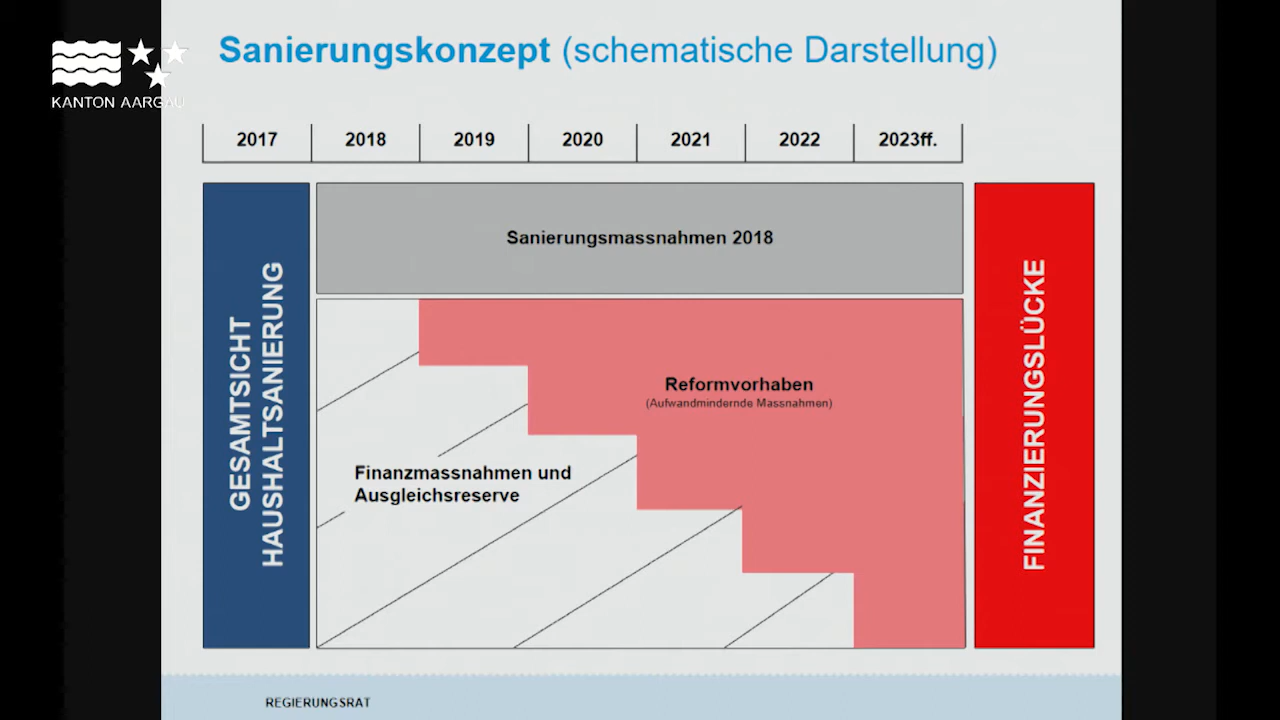 Sanierungskonzept (schematische Darstellung)
KANTON AARGAU
2017 2018 2019 2020 2021 2022 2023ff.
GESAMTSICHT
HAUSHALTSANIERUNG
Sanierungsmassnahmen 2018
Reformvorhaben
(Aufwandmindernde Massnahmen)
Finanzmassnahmen und
Ausgleichsreserve
FINANZIERUNGSLÜCKE
REGIERUNGSRAT